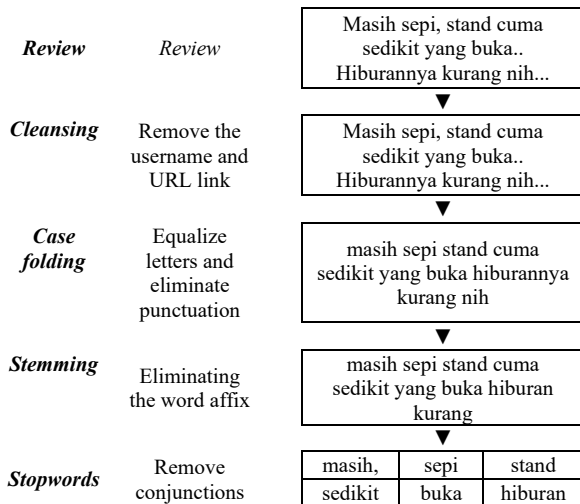 Review
Review
Masih sepi, stand cuma
sedikit yang buka..
Hiburannya kurang nih...
Cleansing
Remove the
username and
URL link
Masih sepi, stand cuma
sedikit yang buka..
Hiburannya kurang nih...
Case
folding
Equalize
letters and
eliminate
punctuation
masih sepi stand cuma
sedikit yang buka hiburannya
kurang nih
Stemming
Eliminating
the word affix
masih sepi stand cuma
sedikit yang buka hiburan
kurang
Stopwords
Remove
conjunctions
masih, sepi stand
sedikit buka hiburan